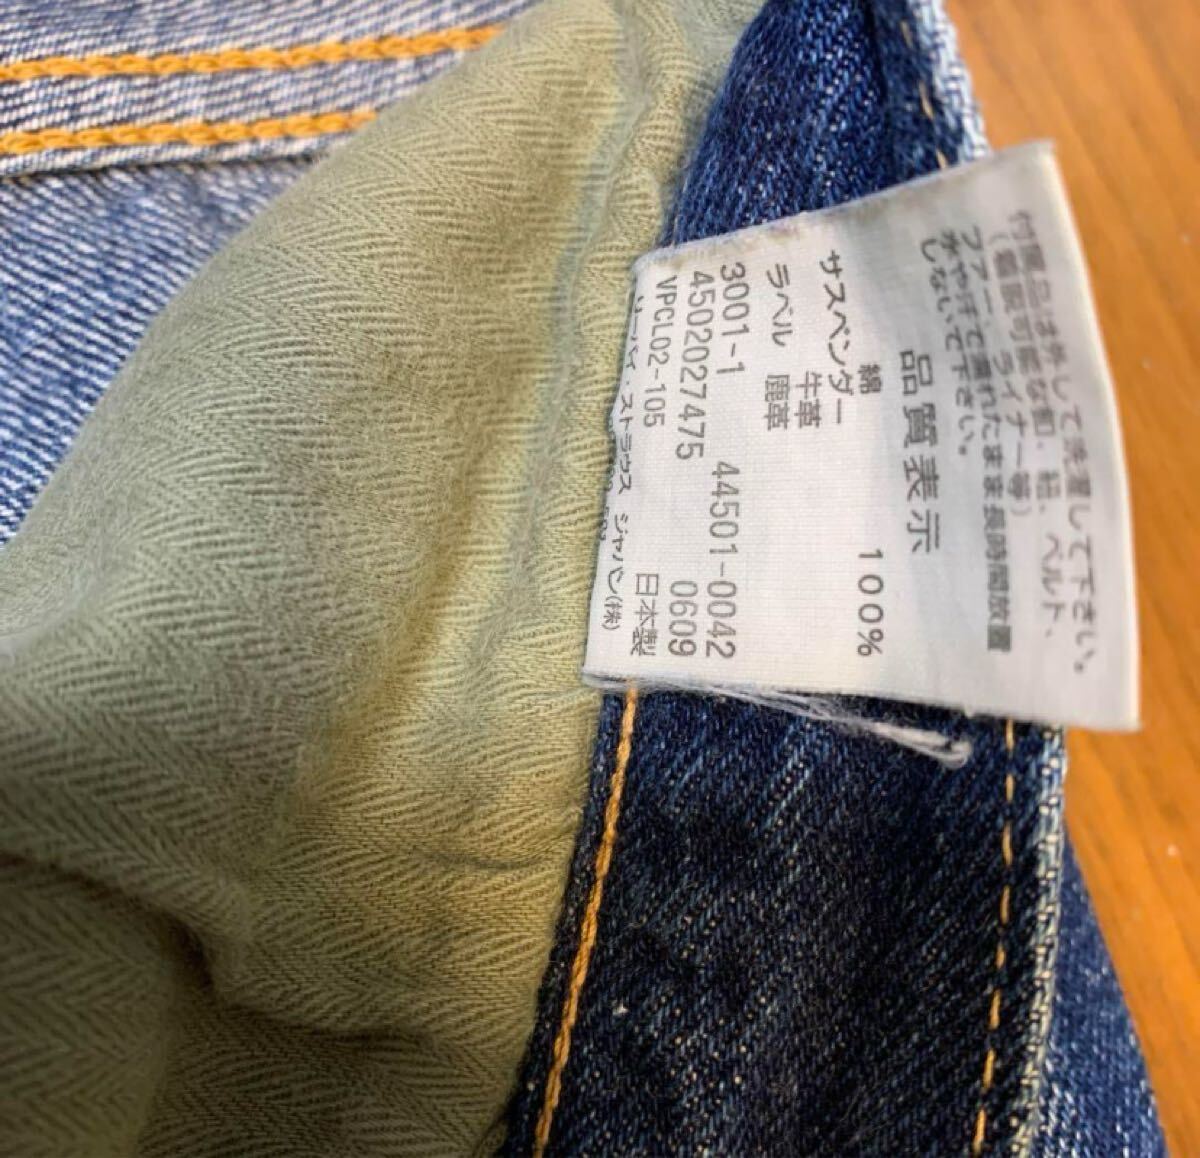 付属品は外して洗濯して下さい。
（着脱可能な釦、紐、ベルト、
ファー、ライナー等）
水や汗で濡れたまま長時間放置
しないで下さい。
品質表示
綿 100%
サスペンダー 牛革
ラベル 鹿革
3001-1 44501-0042
4502027475 0609
VPCL02-105 日本製
リーバイ・ストラウス ジャパン(株)